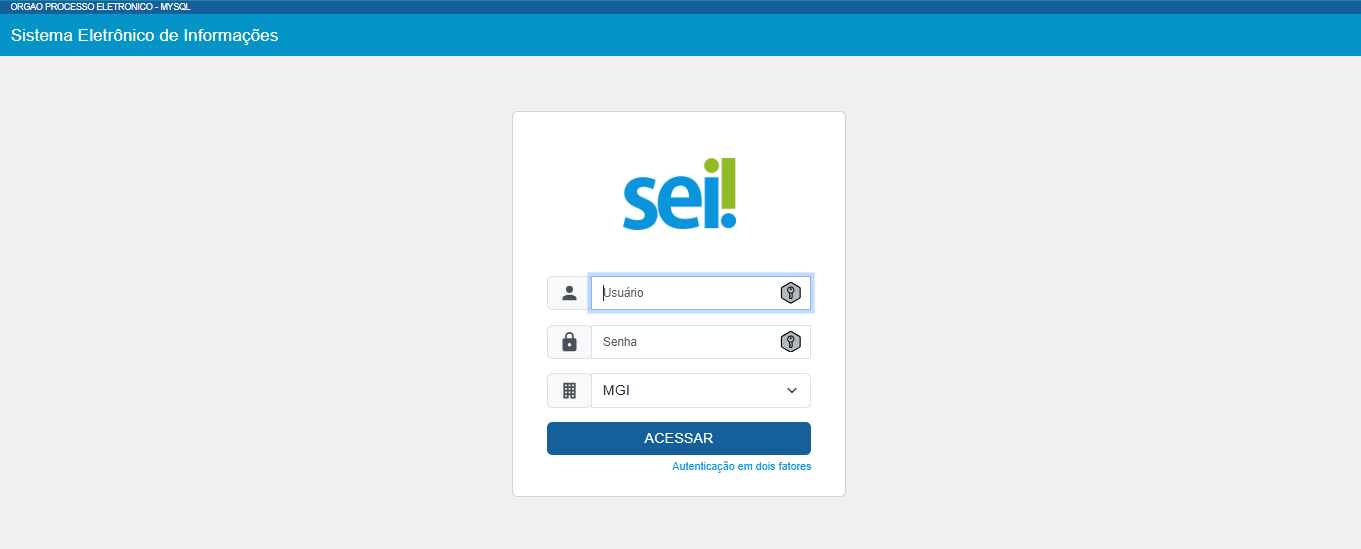 ORGAO PROCESSO ELETRONICO - MYSQL
Sistema Eletrônico de Informações
sei!
Usuário
Senha
MGI
ACESSAR
Autenticação em dois fatores